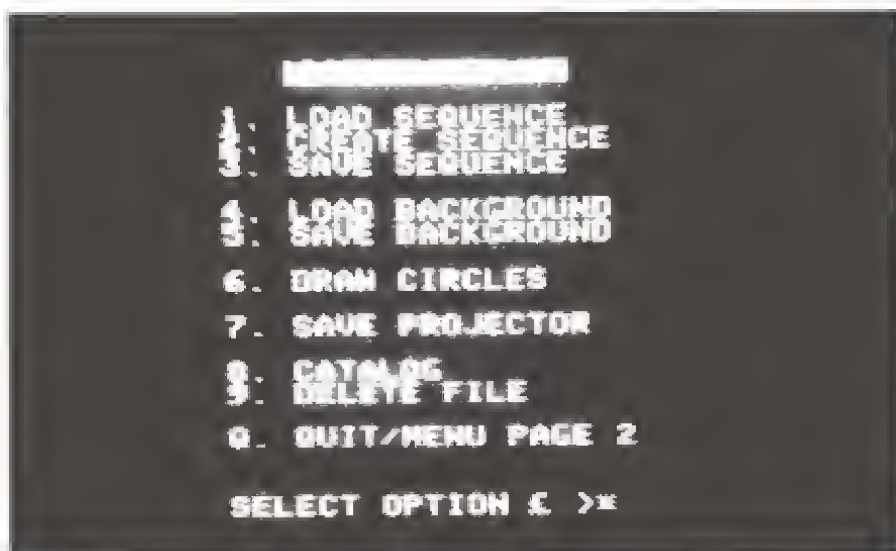 1. LOAD SEQUENCE
2. CREATE SEQUENCE
3. SAVE SEQUENCE
4. LOAD BACKGROUND
5. SAVE BACKGROUND
6. DRAW CIRCLES
7. SAVE PROJECTOR
8. CATALOG
9. DELETE FILE
Q. QUIT/MENU PAGE 2
SELECT OPTION £ >*